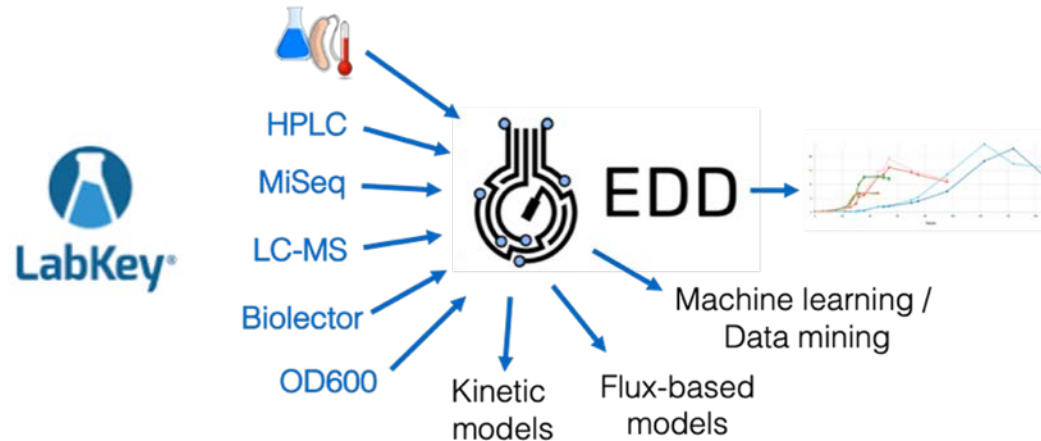 LabKey®
HPLC
MiSeq
LC-MS
Biolector
OD600
EDD
Kinetic
models
Flux-based
models
Machine learning /
Data mining